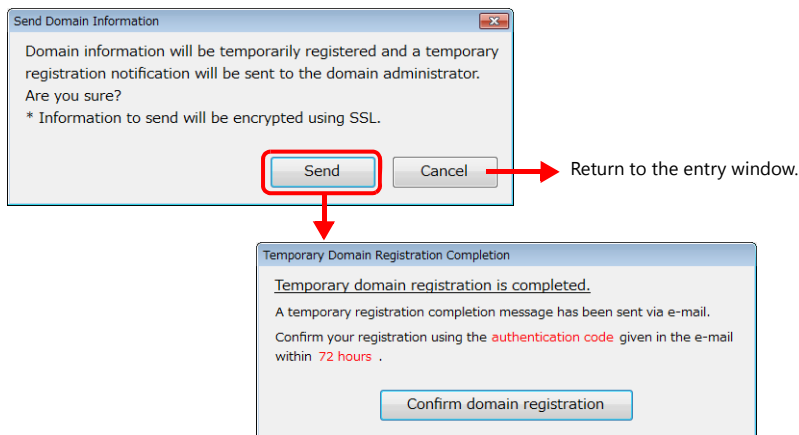 Send Domain Information
Domain information will be temporarily registered and a temporary
registration notification will be sent to the domain administrator.
Are you sure?
* Information to send will be encrypted using SSL.
Send
Cancel
Return to the entry window.
Temporary Domain Registration Completion
Temporary domain registration is completed.
A temporary registration completion message has been sent via e-mail.
Confirm your registration using the authentication code given in the e-mail
within 72 hours .
Confirm domain registration